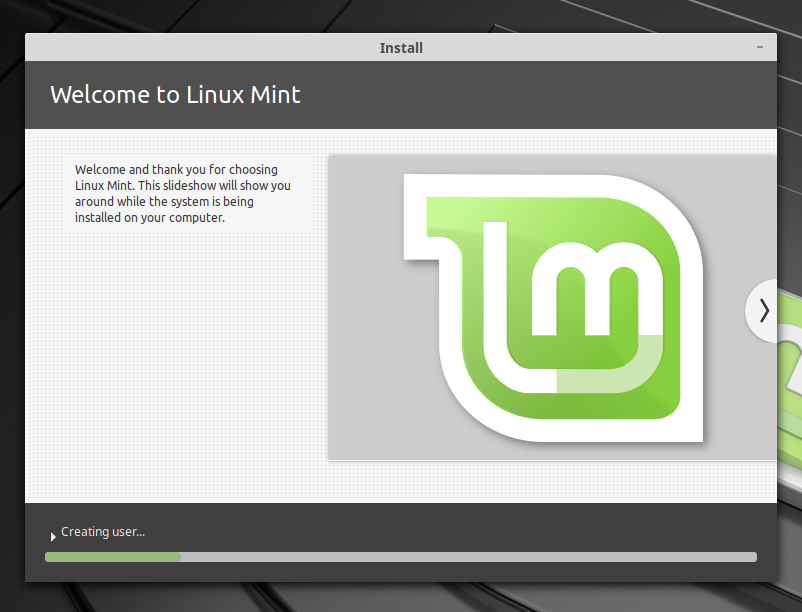 Install
Welcome to Linux Mint
Welcome and thank you for choosing
Linux Mint. This slideshow will show you
around while the system is being
installed on your computer.
Creating user...